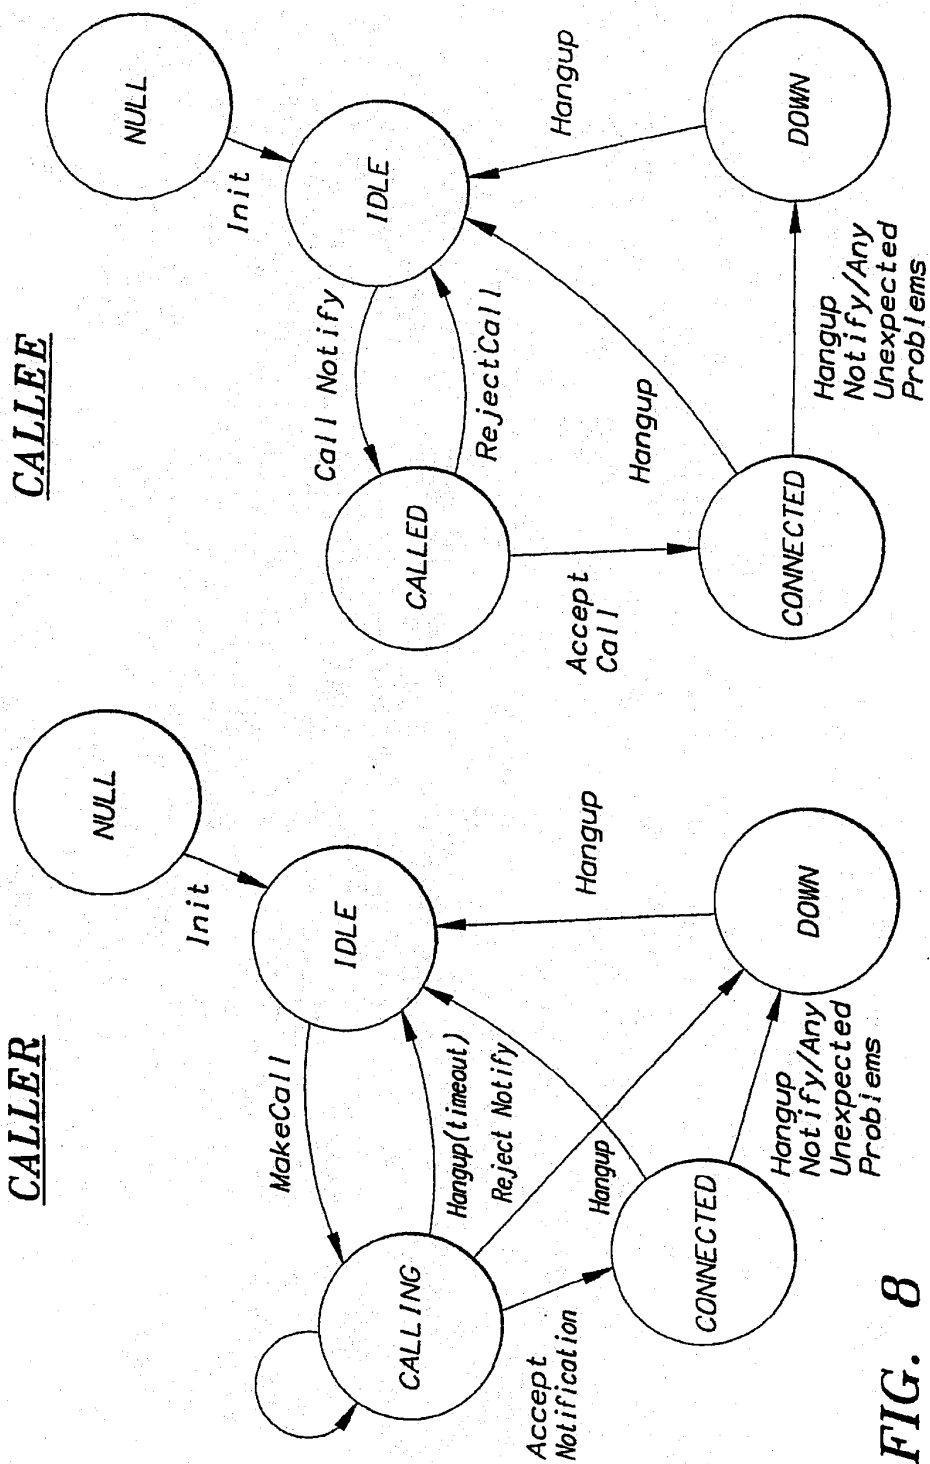 CALLER
NULL
Init
IDLE
MakeCall
Hangup(timeout)
Reject Notify
CALLING
Accept
Notification
Hangup
CONNECTED
Hangup
Notify/Any
Unexpected
Problems
DOWN
Hangup
CALLEE
NULL
Init
IDLE
Call Notify
RejectCall
CALLED
Accept
Call
Hangup
CONNECTED
Hangup
Notify/Any
Unexpected
Problems
DOWN
Hangup
FIG. 8